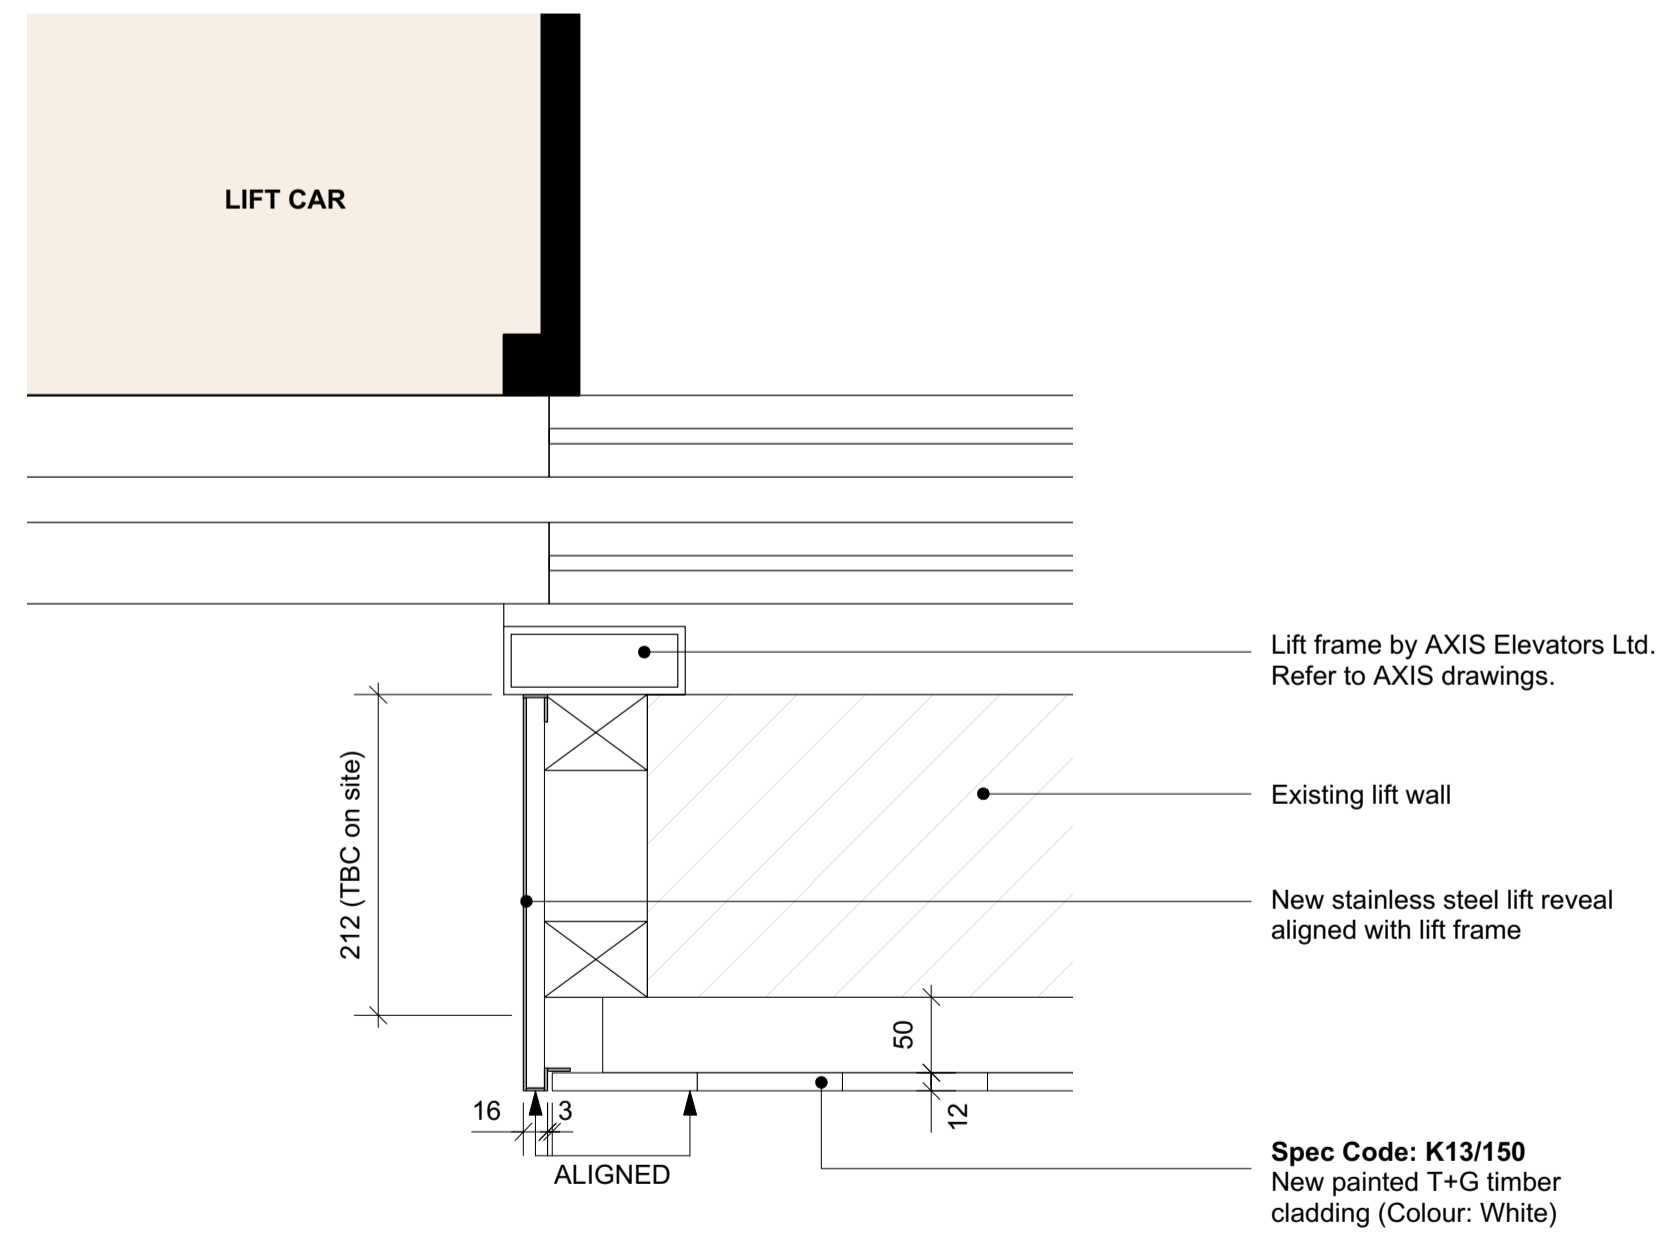 LIFT CAR
Lift frame by AXIS Elevators Ltd.
Refer to AXIS drawings.
212 (TBC on site)
Existing lift wall
New stainless steel lift reveal
aligned with lift frame
50
12
16
3
ALIGNED
Spec Code: K13/150
New painted T+G timber
cladding (Colour: White)